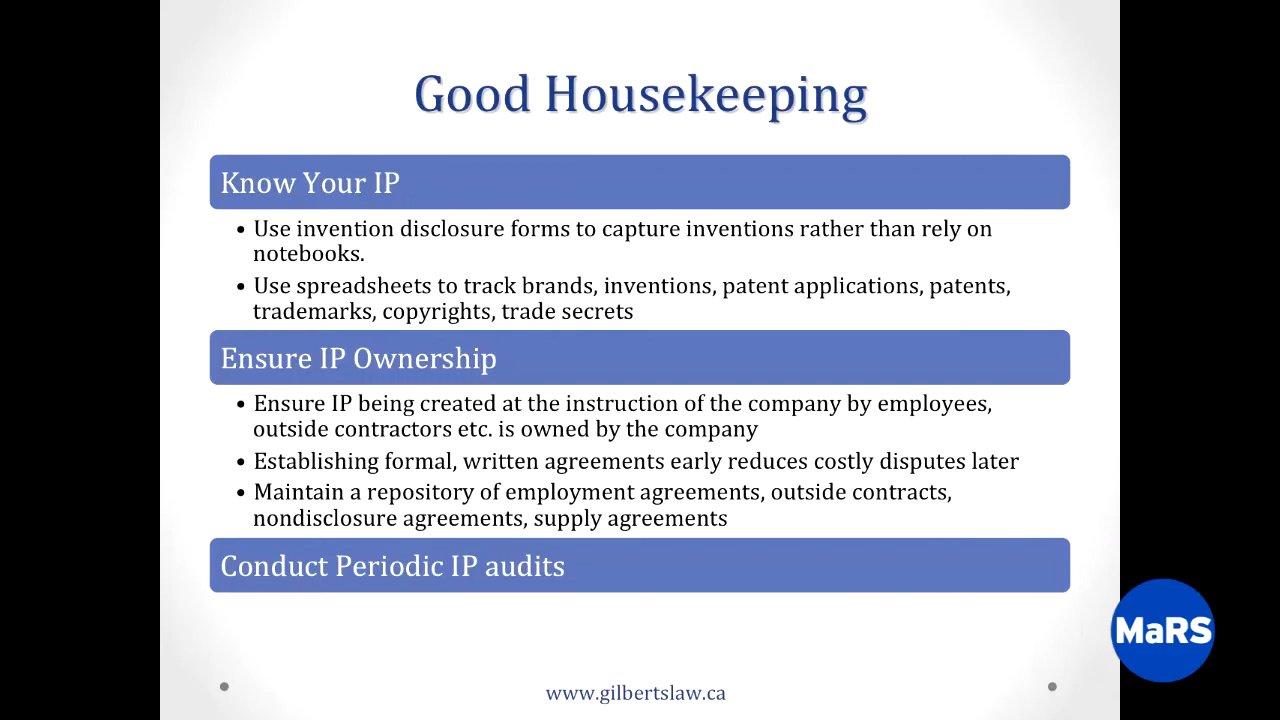 Good Housekeeping
Know Your IP
• Use invention disclosure forms to capture inventions rather than rely on
notebooks.
• Use spreadsheets to track brands, inventions, patent applications, patents,
trademarks, copyrights, trade secrets
Ensure IP Ownership
• Ensure IP being created at the instruction of the company by employees,
outside contractors etc. is owned by the company
• Establishing formal, written agreements early reduces costly disputes later
• Maintain a repository of employment agreements, outside contracts,
nondisclosure agreements, supply agreements
Conduct Periodic IP audits
MaRS
www.gilbertslaw.ca